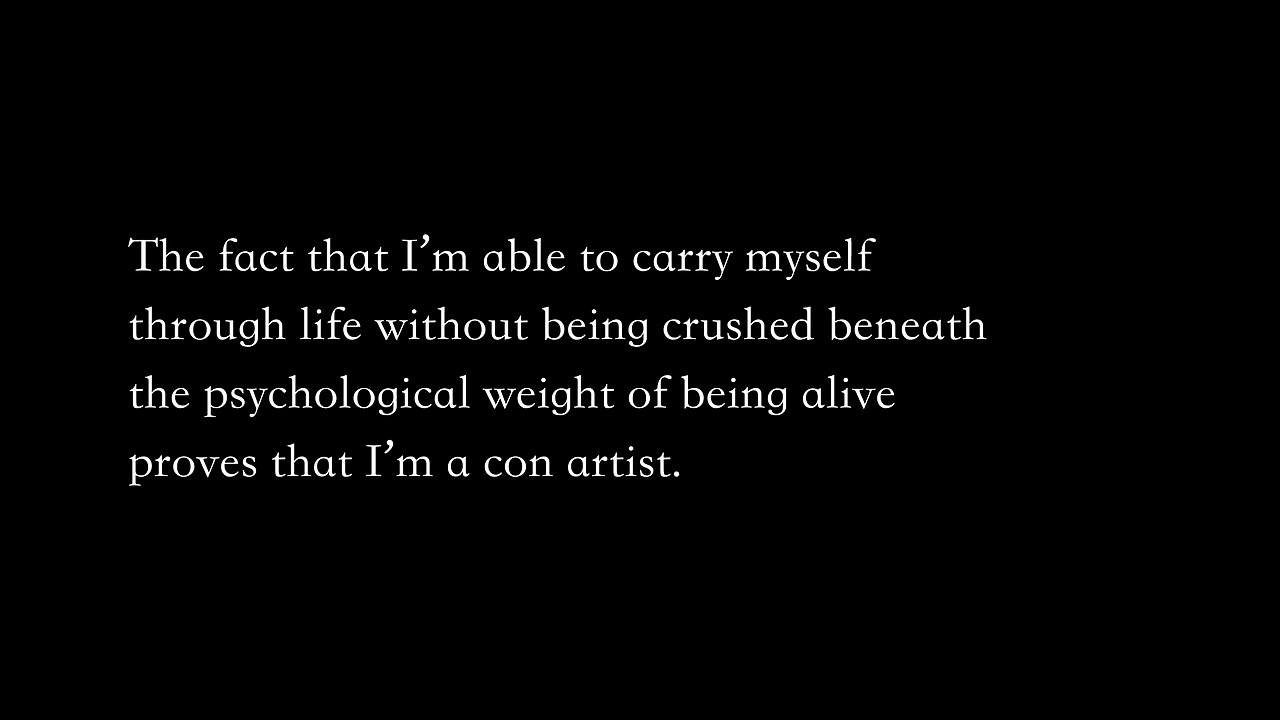 The fact that I’m able to carry myself
through life without being crushed beneath
the psychological weight of being alive
proves that I’m a con artist.